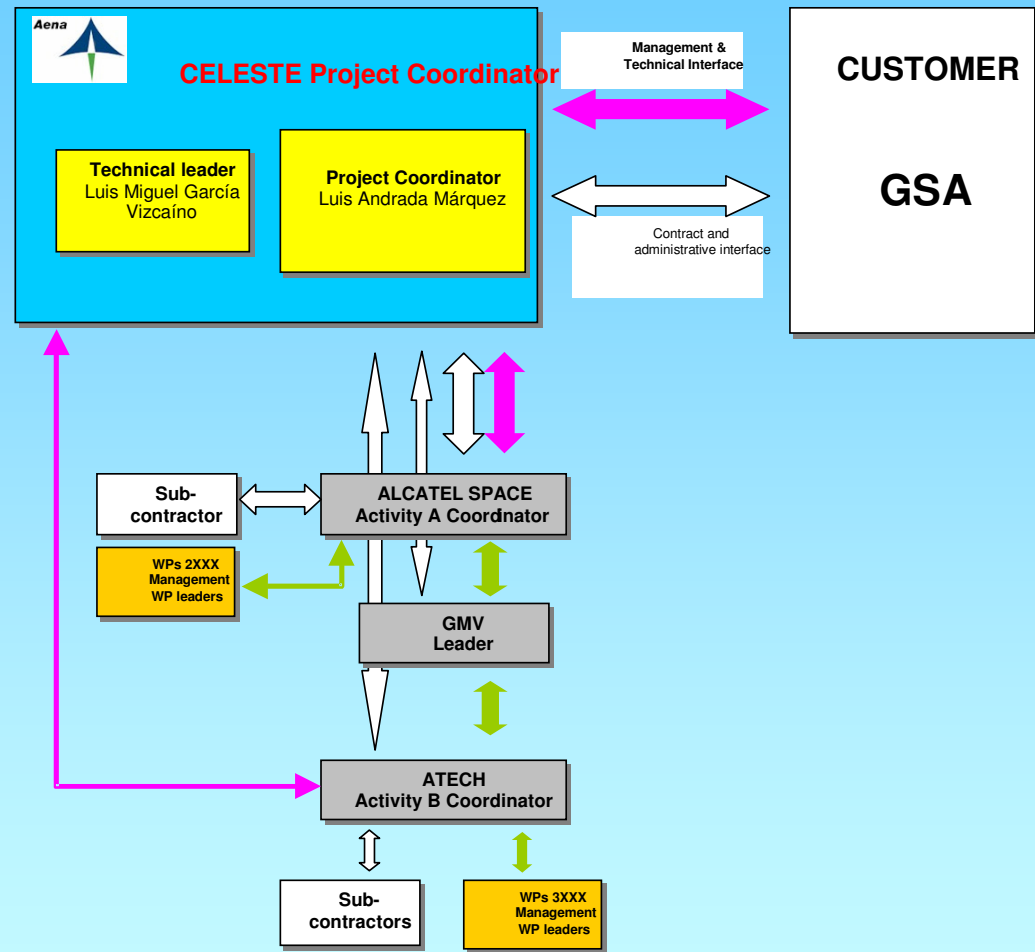 Aena
CELESTE Project Coordinator
Technical leader
Luis Miguel García
Vizcaíno
Project Coordinator
Luis Andrada Márquez
Management &
Technical Interface
Contract and
administrative interface
CUSTOMER
GSA
Sub-
contractor
ALCATEL SPACE
Activity A Coordinator
WPs 2XXX
Management
WP leaders
GMV
Leader
ATECH
Activity B Coordinator
Sub-
contractors
WPs 3XXX
Management
WP leaders